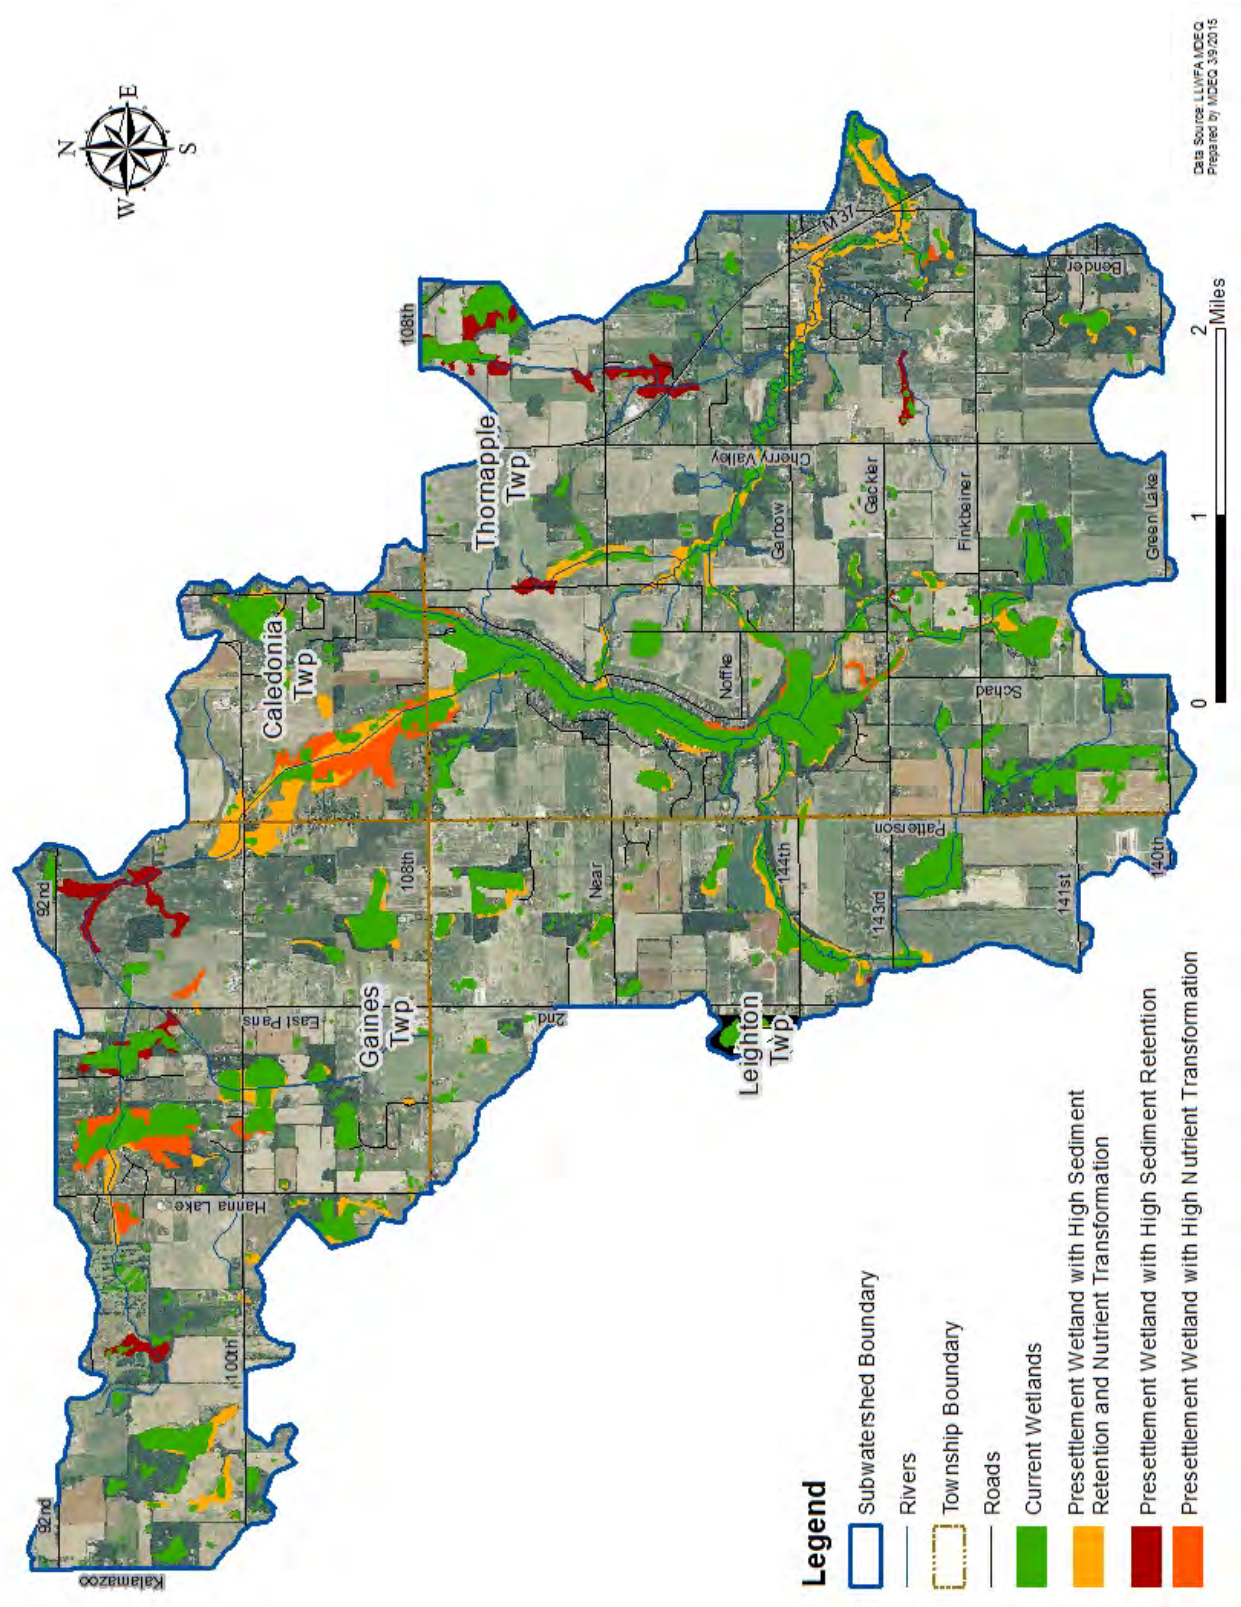 N
W
E
S
92nd
92nd
Kalamazoo
100th
Hanna Lake
East Paris
Caledonia
Twp
Gaines
Twp
108th
108th
Thornapple
Twp
2nd
Near
Noffke
Cherry Valley
Leighton
Twp
Garbow
144th
M 37
Gackler
143rd
Patterson
Finkbeiner
Schad
141st
Bender
Green Lake
140th
Legend
Subwatershed Boundary
Rivers
Township Boundary
Roads
Current Wetlands
Presettlement Wetland with High Sediment
Retention and Nutrient Transformation
Presettlement Wetland with High Sediment Retention
Presettlement Wetland with High Nutrient Transformation
0 1 2
Miles
Data Source: LLWFA MDEQ
Prepared by MDEQ 3/9/2015